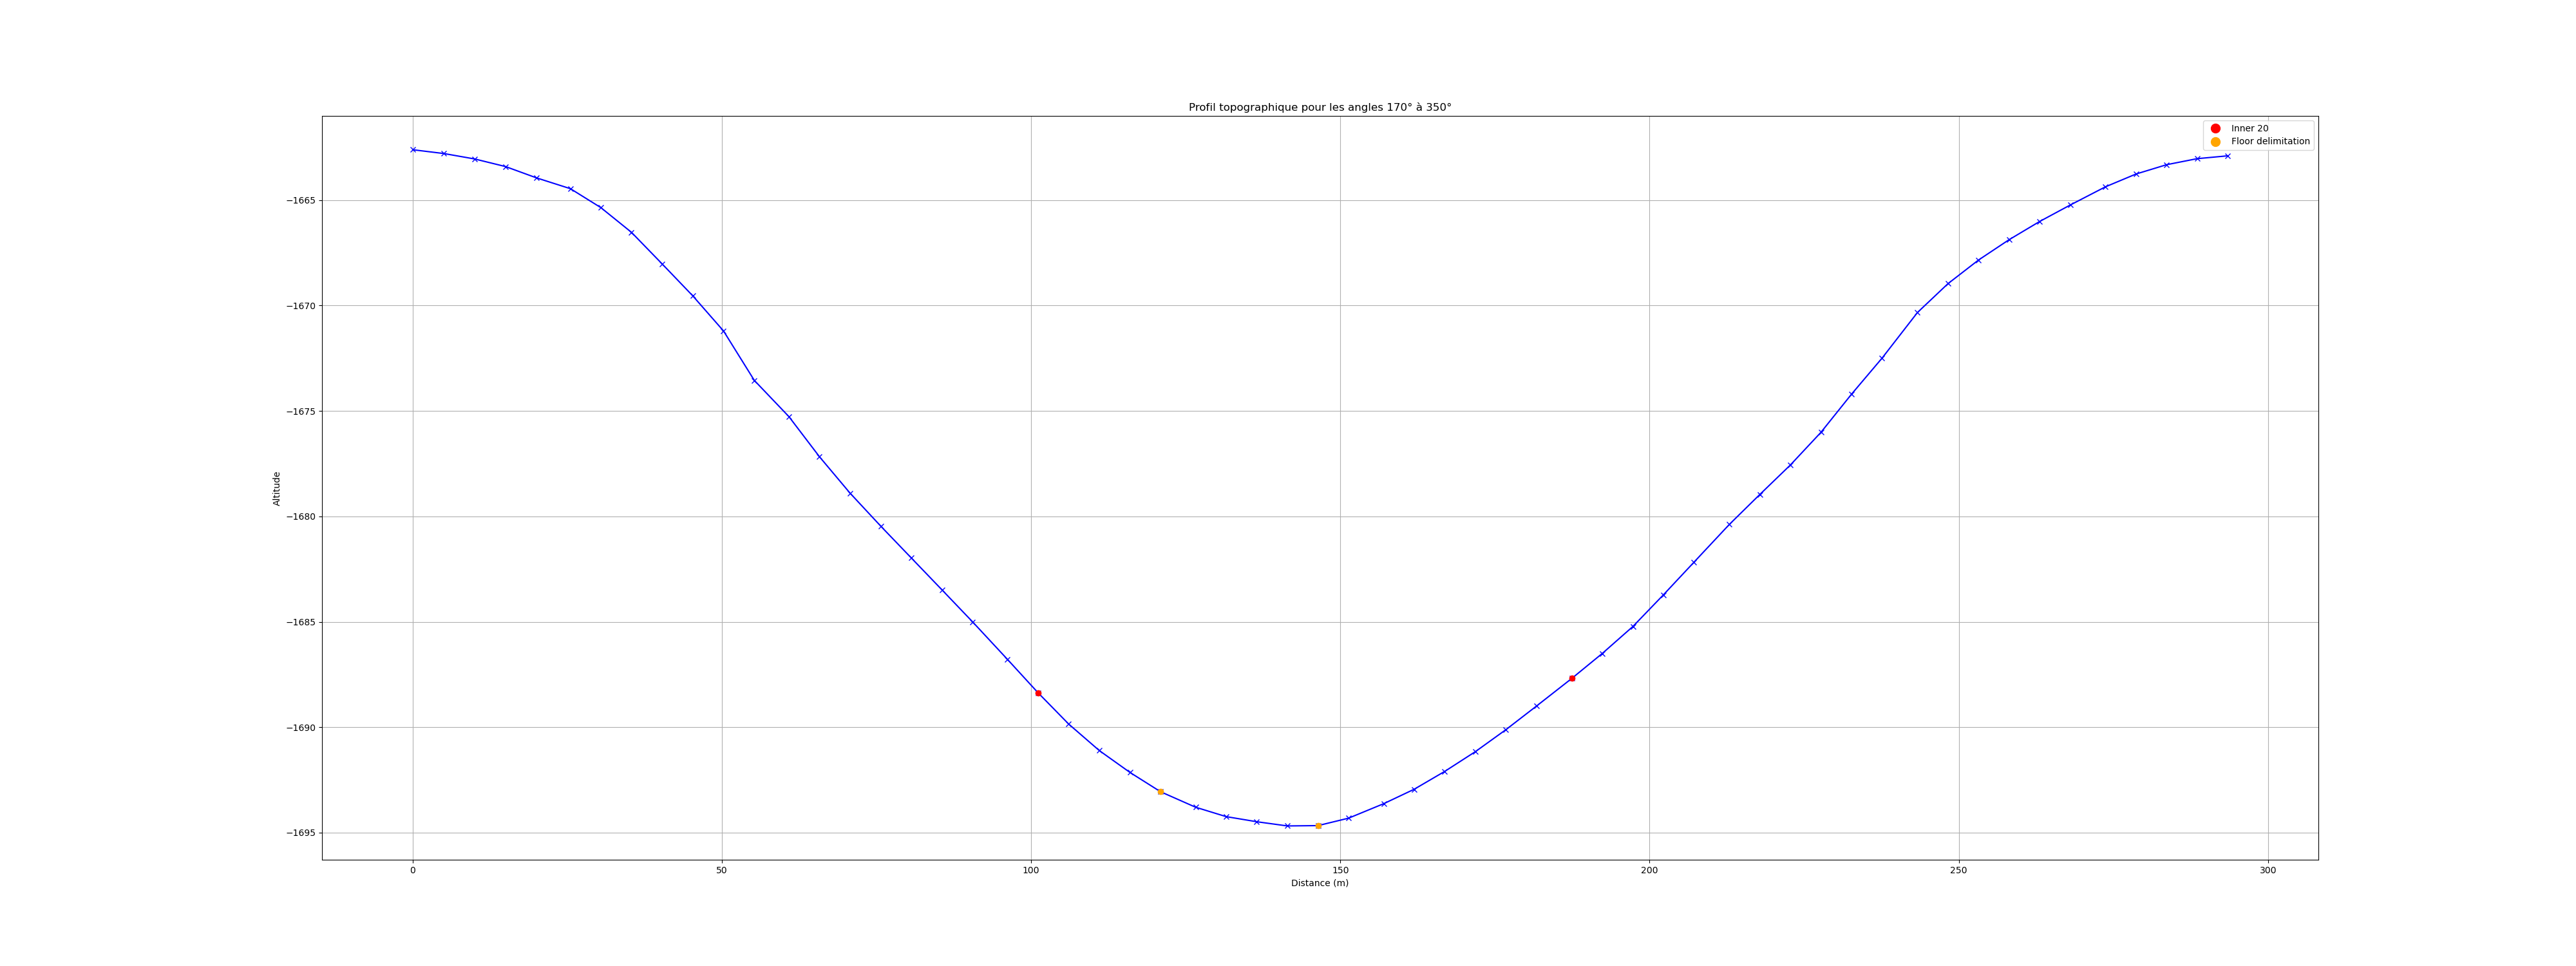 Profil topographique pour les angles 170° à 350°
Inner 20
Floor delimitation
−1665
−1670
−1675
−1680
−1685
−1690
−1695
Altitude
0 50 100 150 200 250 300
Distance (m)